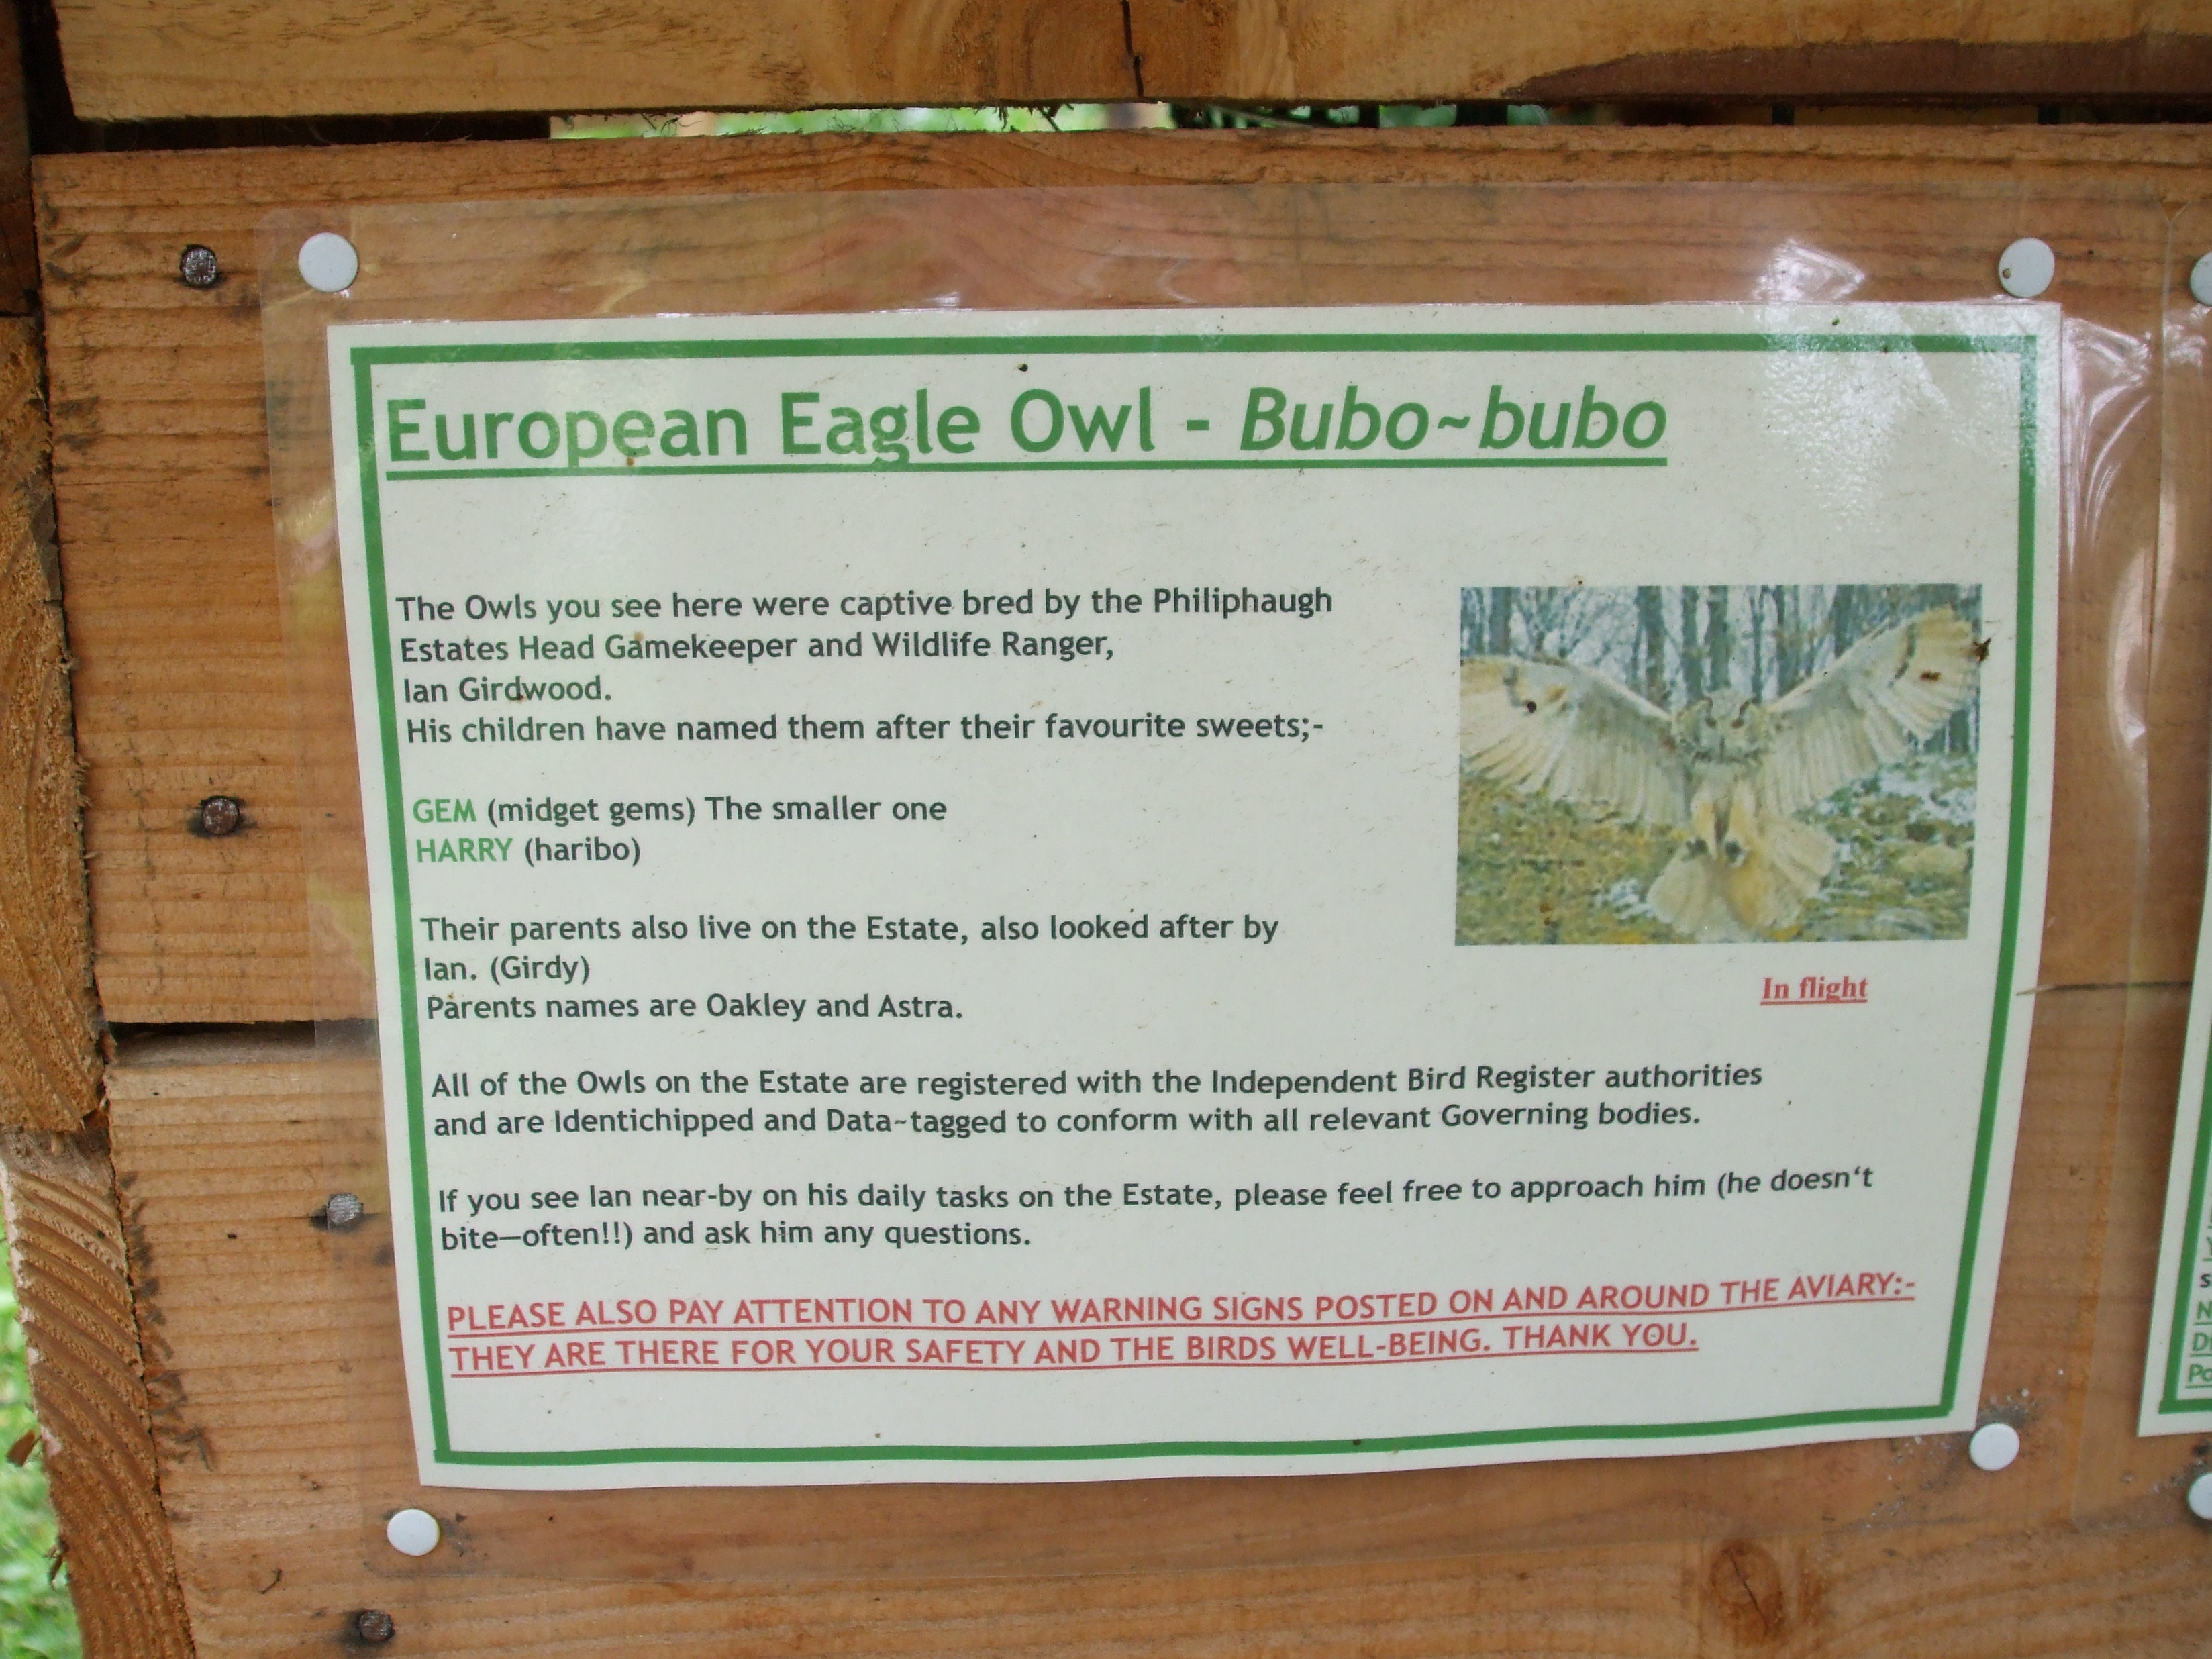 European Eagle Owl - Bubo~bubo
The Owls you see here were captive bred by the Philiphaugh
Estates Head Gamekeeper and Wildlife Ranger,
Ian Girdwood.
His children have named them after their favourite sweets;-
GEM (midget gems) The smaller one
HARRY (haribo)
Their parents also live on the Estate, also looked after by
Ian. (Girdy)
Parents names are Oakley and Astra.
In flight
All of the Owls on the Estate are registered with the Independent Bird Register authorities
and are Identichipped and Data~tagged to conform with all relevant Governing bodies.
If you see Ian near-by on his daily tasks on the Estate, please feel free to approach him (he doesn't
bite—often!!) and ask him any questions.
PLEASE ALSO PAY ATTENTION TO ANY WARNING SIGNS POSTED ON AND AROUND THE AVIARY:-
THEY ARE THERE FOR YOUR SAFETY AND THE BIRDS WELL-BEING. THANK YOU.